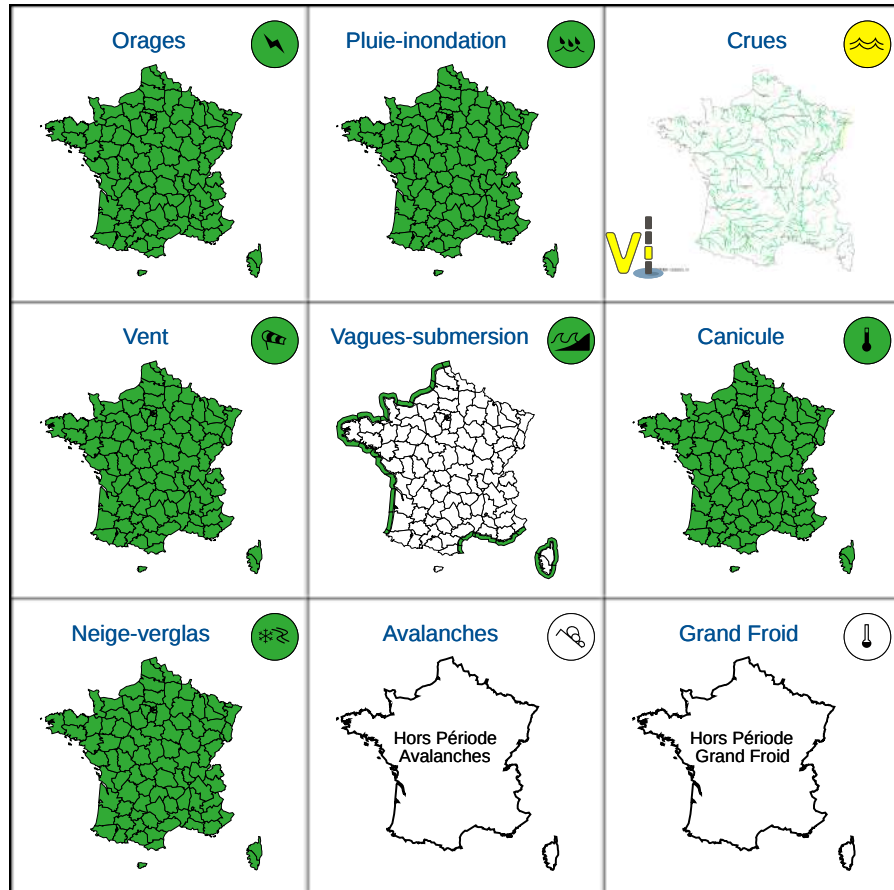 Orages
Pluie-inondation
Crues
Vi
Vent
Vagues-submersion
Canicule
Neige-verglas
Avalanches
Grand Froid
Hors Période
Avalanches
Hors Période
Grand Froid